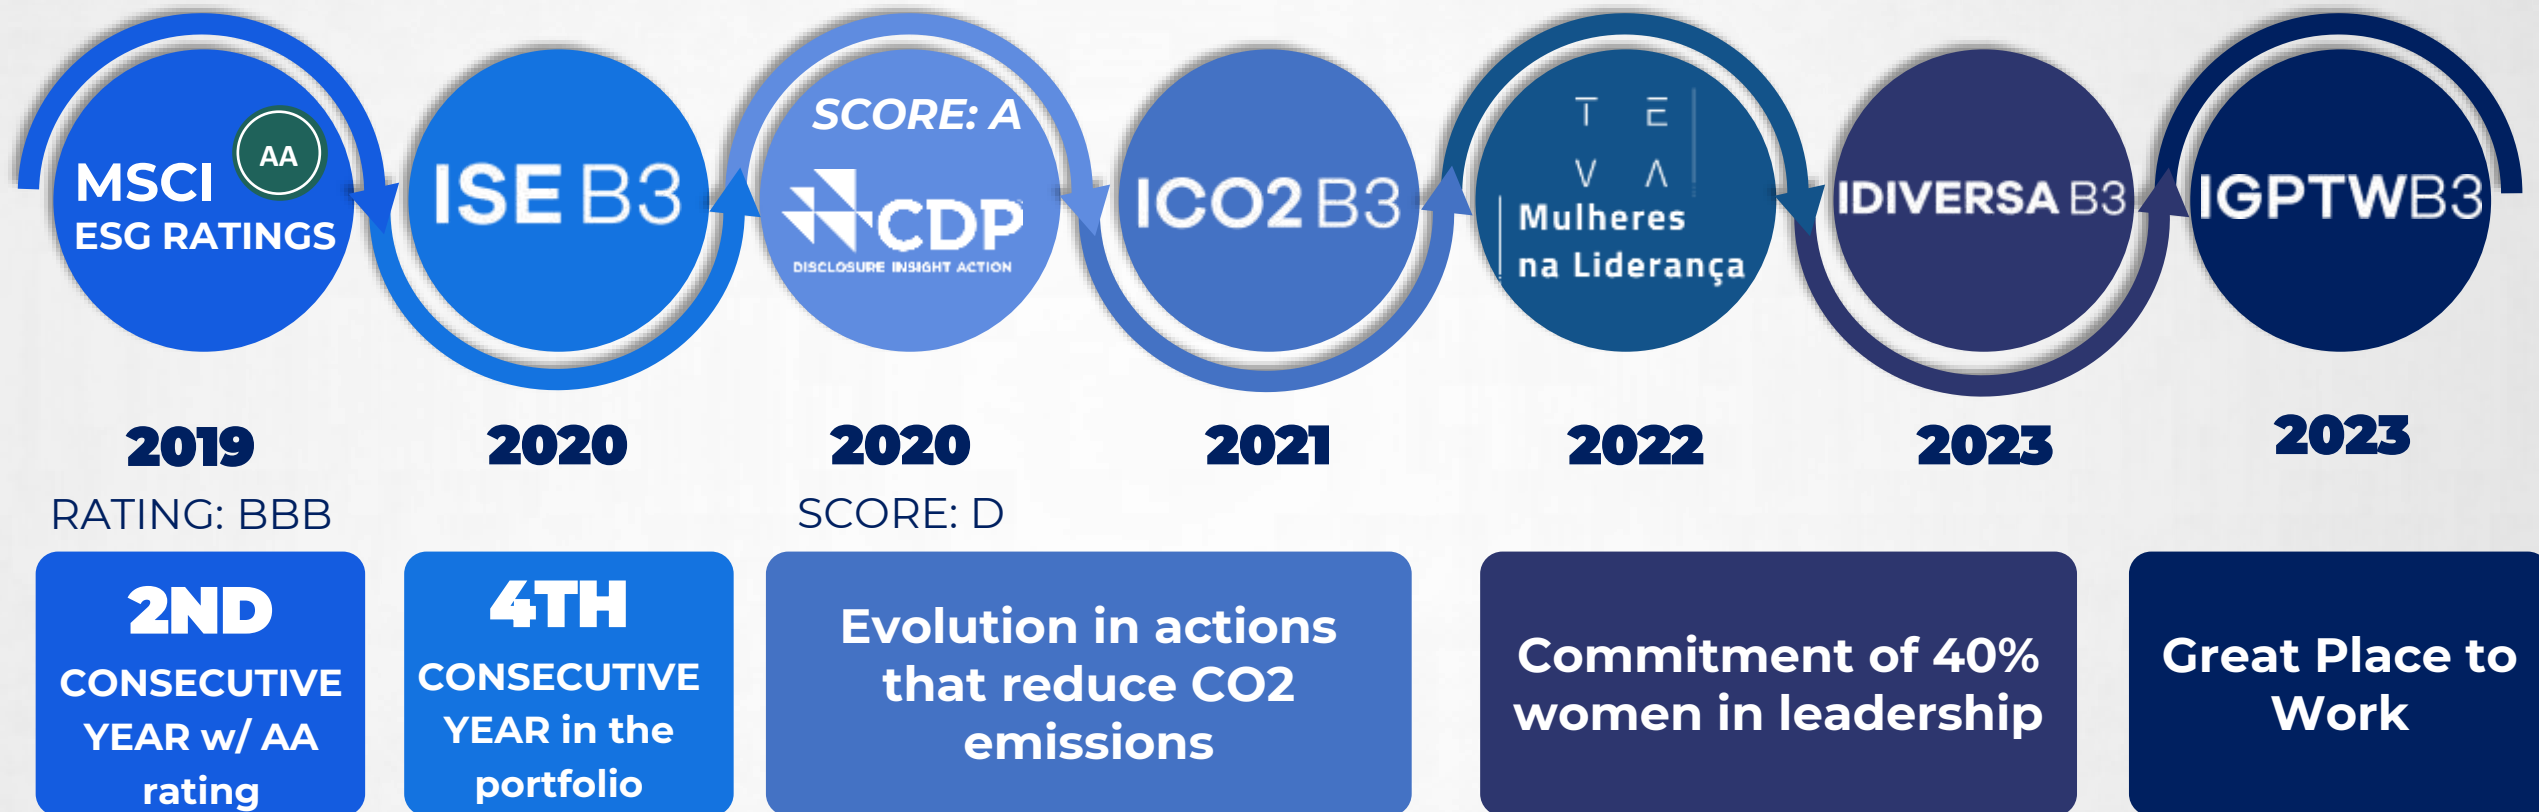 MSCI
AA
ESG RATINGS
ISE B3
SCORE: A
CDP
DISCLOSURE INSIGHT ACTION
ICO2 B3
T E
V A
Mulheres
na Liderança
IDIVERSA B3
IGPTWB3
2019
2020
2020
2021
2022
2023
2023
RATING: BBB
SCORE: D
2ND
CONSECUTIVE
YEAR w/ AA
rating
4TH
CONSECUTIVE
YEAR in the
portfolio
Evolution in actions
that reduce CO2
emissions
Commitment of 40%
women in leadership
Great Place to
Work